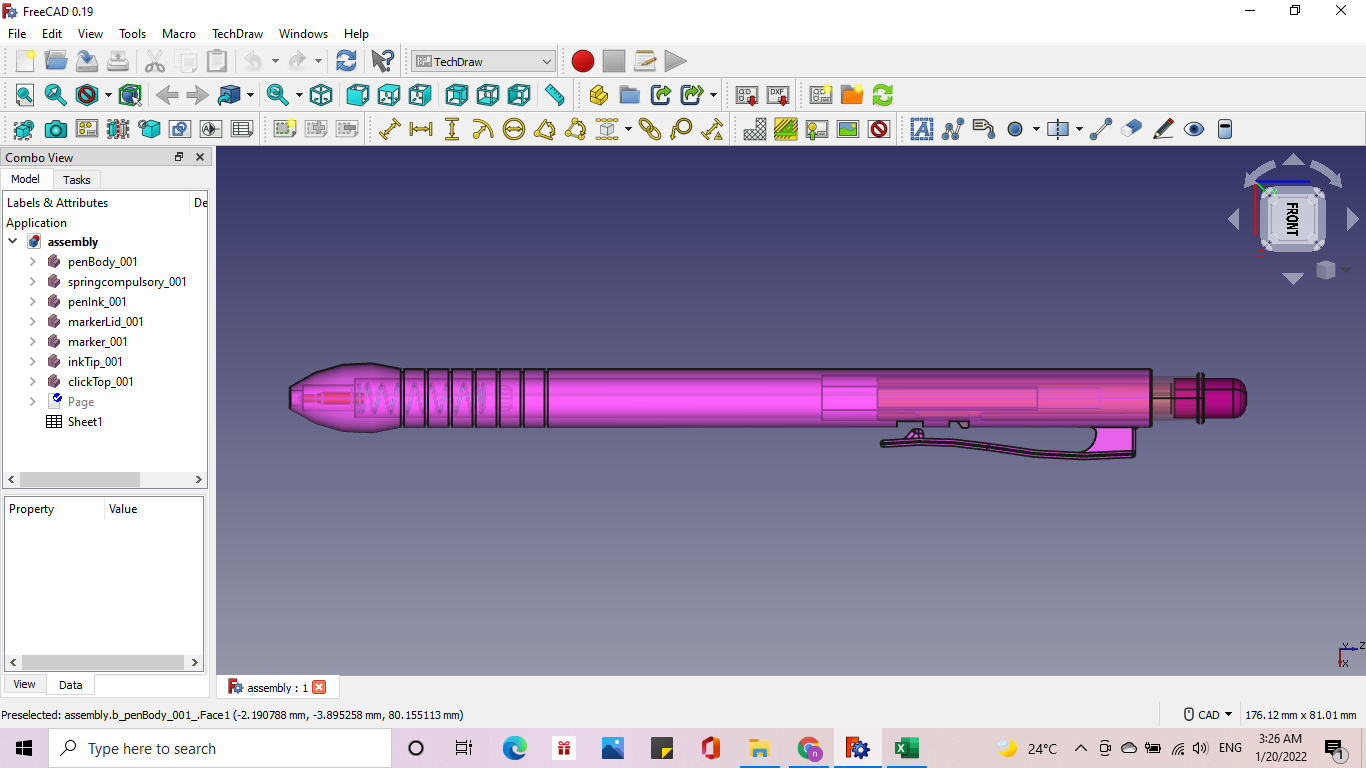 FreeCAD 0.19
File Edit View Tools Macro TechDraw Windows Help
TechDraw
DXF
Combo View
Model Tasks
Labels & Attributes De
Application
assembly
penBody_001
springcompulsory_001
penInk_001
markerLid_001
marker_001
inkTip_001
clickTop_001
Page
Sheet1
Property Value
View Data
FRONT
Y Z
X
assembly : 1
Preselected: assembly.b_penBody_001_.Face1 (-2.190788 mm, -3.895258 mm, 80.155113 mm)
CAD 176.12 mm x 81.01 mm
Type here to search
24°C
ENG
3:26 AM
1/20/2022
1